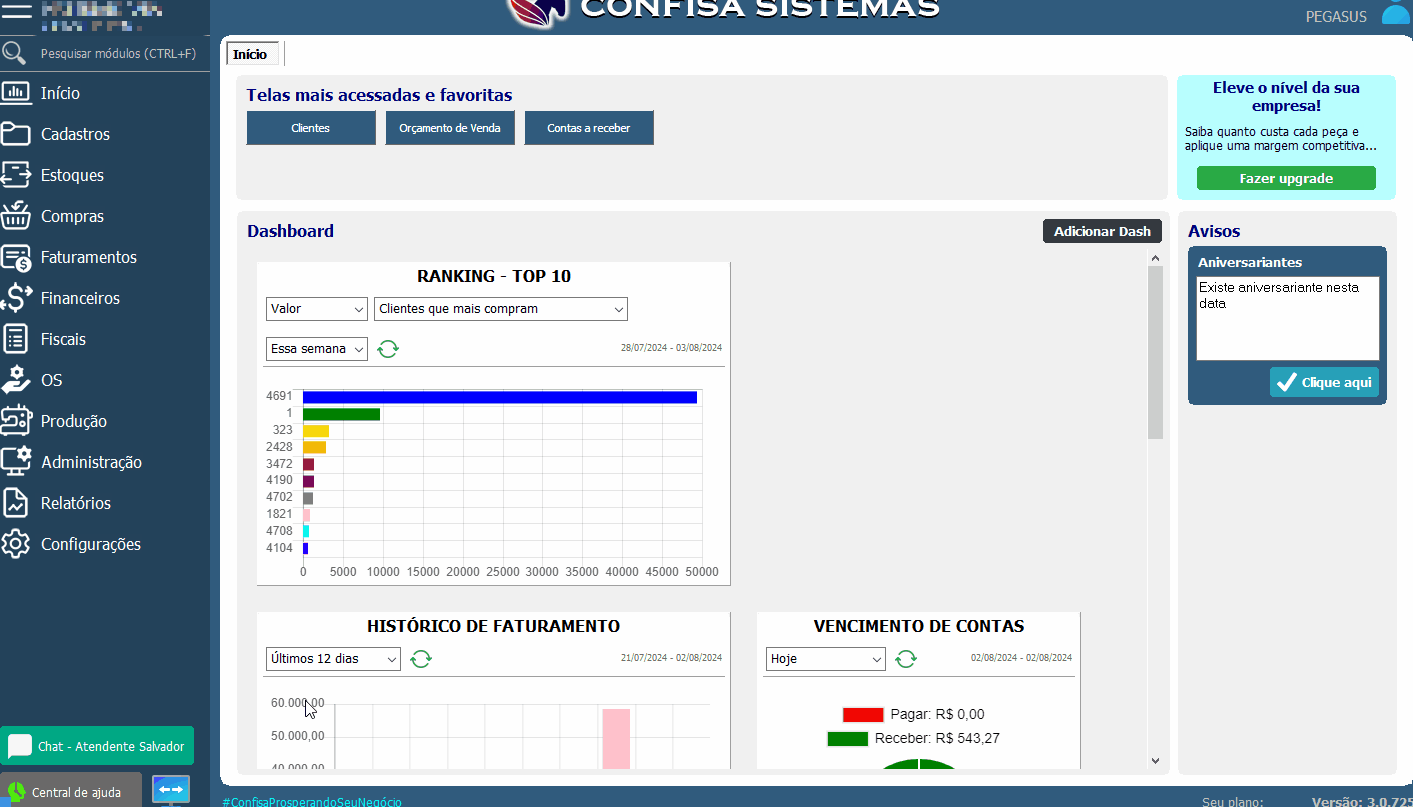 CONFISA SISTEMAS
PEGASUS
Pesquisar módulos (CTRL+F)
Início
Cadastros
Estoques
Compras
Faturamentos
Financeiros
Fiscais
OS
Produção
Administração
Relatórios
Configurações
Chat - Atendente Salvador
Central de ajuda
Início
Telas mais acessadas e favoritas
Clientes
Orçamento de Venda
Contas a receber
Eleve o nível da sua
empresa!
Saiba quanto custa cada peça e
aplique uma margem competitiva...
Fazer upgrade
Dashboard
Adicionar Dash
RANKING - TOP 10
Valor
Clientes que mais compram
Essa semana
28/07/2024 - 03/08/2024
4691
1
323
2428
3472
4190
4702
1821
4708
4104
0 5000 10000 15000 20000 25000 30000 35000 40000 45000 50000
HISTÓRICO DE FATURAMENTO
Últimos 12 dias
21/07/2024 - 02/08/2024
60.000,00
50.000,00
40.000,00
VENCIMENTO DE CONTAS
Hoje
02/08/2024 - 02/08/2024
Pagar: R$ 0,00
Receber: R$ 543,27
Avisos
Aniversariantes
Existe aniversariante nesta
data
Clique aqui
#ConfisaProsperandoSeuNegócio
Seu plano:
Versão: 3.0.725